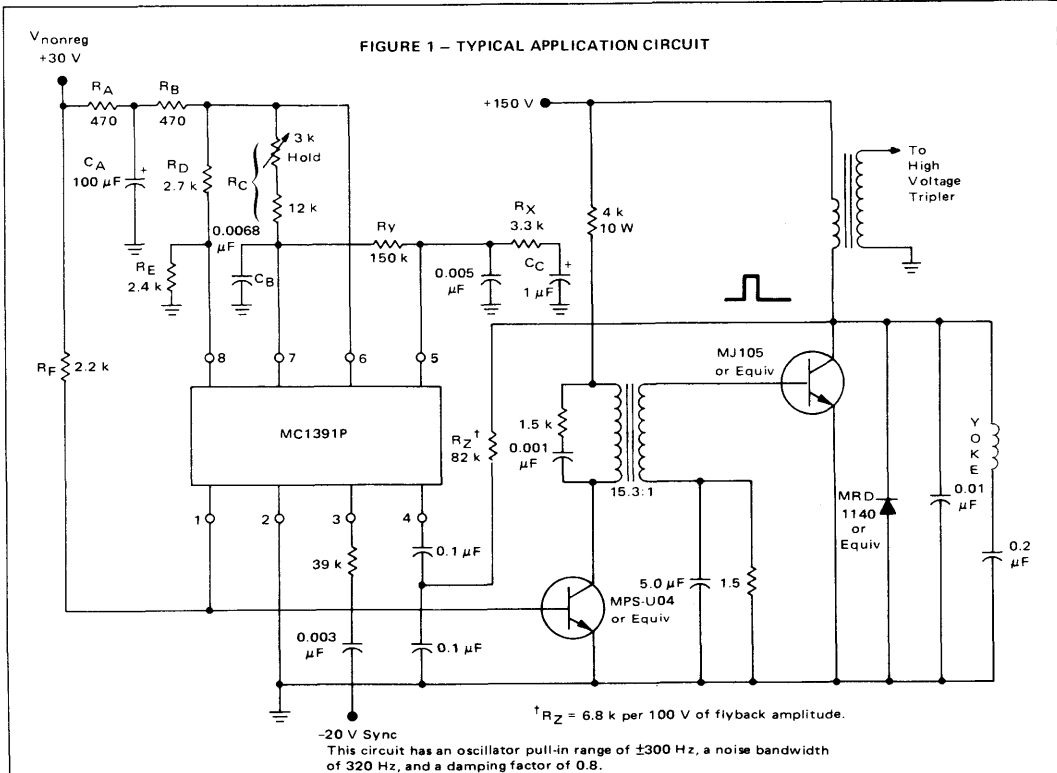 FIGURE 1 – TYPICAL APPLICATION CIRCUIT
Vnonreg
+30 V
RA
470
RB
470
CA
100 µF
+
RD
2.7 k
RC
3 k
Hold
12 k
RE
2.4 k
0.0068
µF
CB
Ry
150 k
0.005
µF
RX
3.3 k
CC
+
1 µF
+150 V
4 k
10 W
To
High
Voltage
Tripler
RF
2.2 k
8
7
6
5
MC1391P
1
2
3
4
RZ†
82 k
1.5 k
0.001
µF
15.3:1
MJ105
or Equiv
YOKE
MRD
1140
or
Equiv
0.01
µF
0.2
µF
39 k
0.1 µF
0.003
µF
0.1 µF
MPS-U04
or Equiv
5.0 µF
1.5
-20 V Sync
†RZ = 6.8 k per 100 V of flyback amplitude.
This circuit has an oscillator pull-in range of ±300 Hz, a noise bandwidth
of 320 Hz, and a damping factor of 0.8.